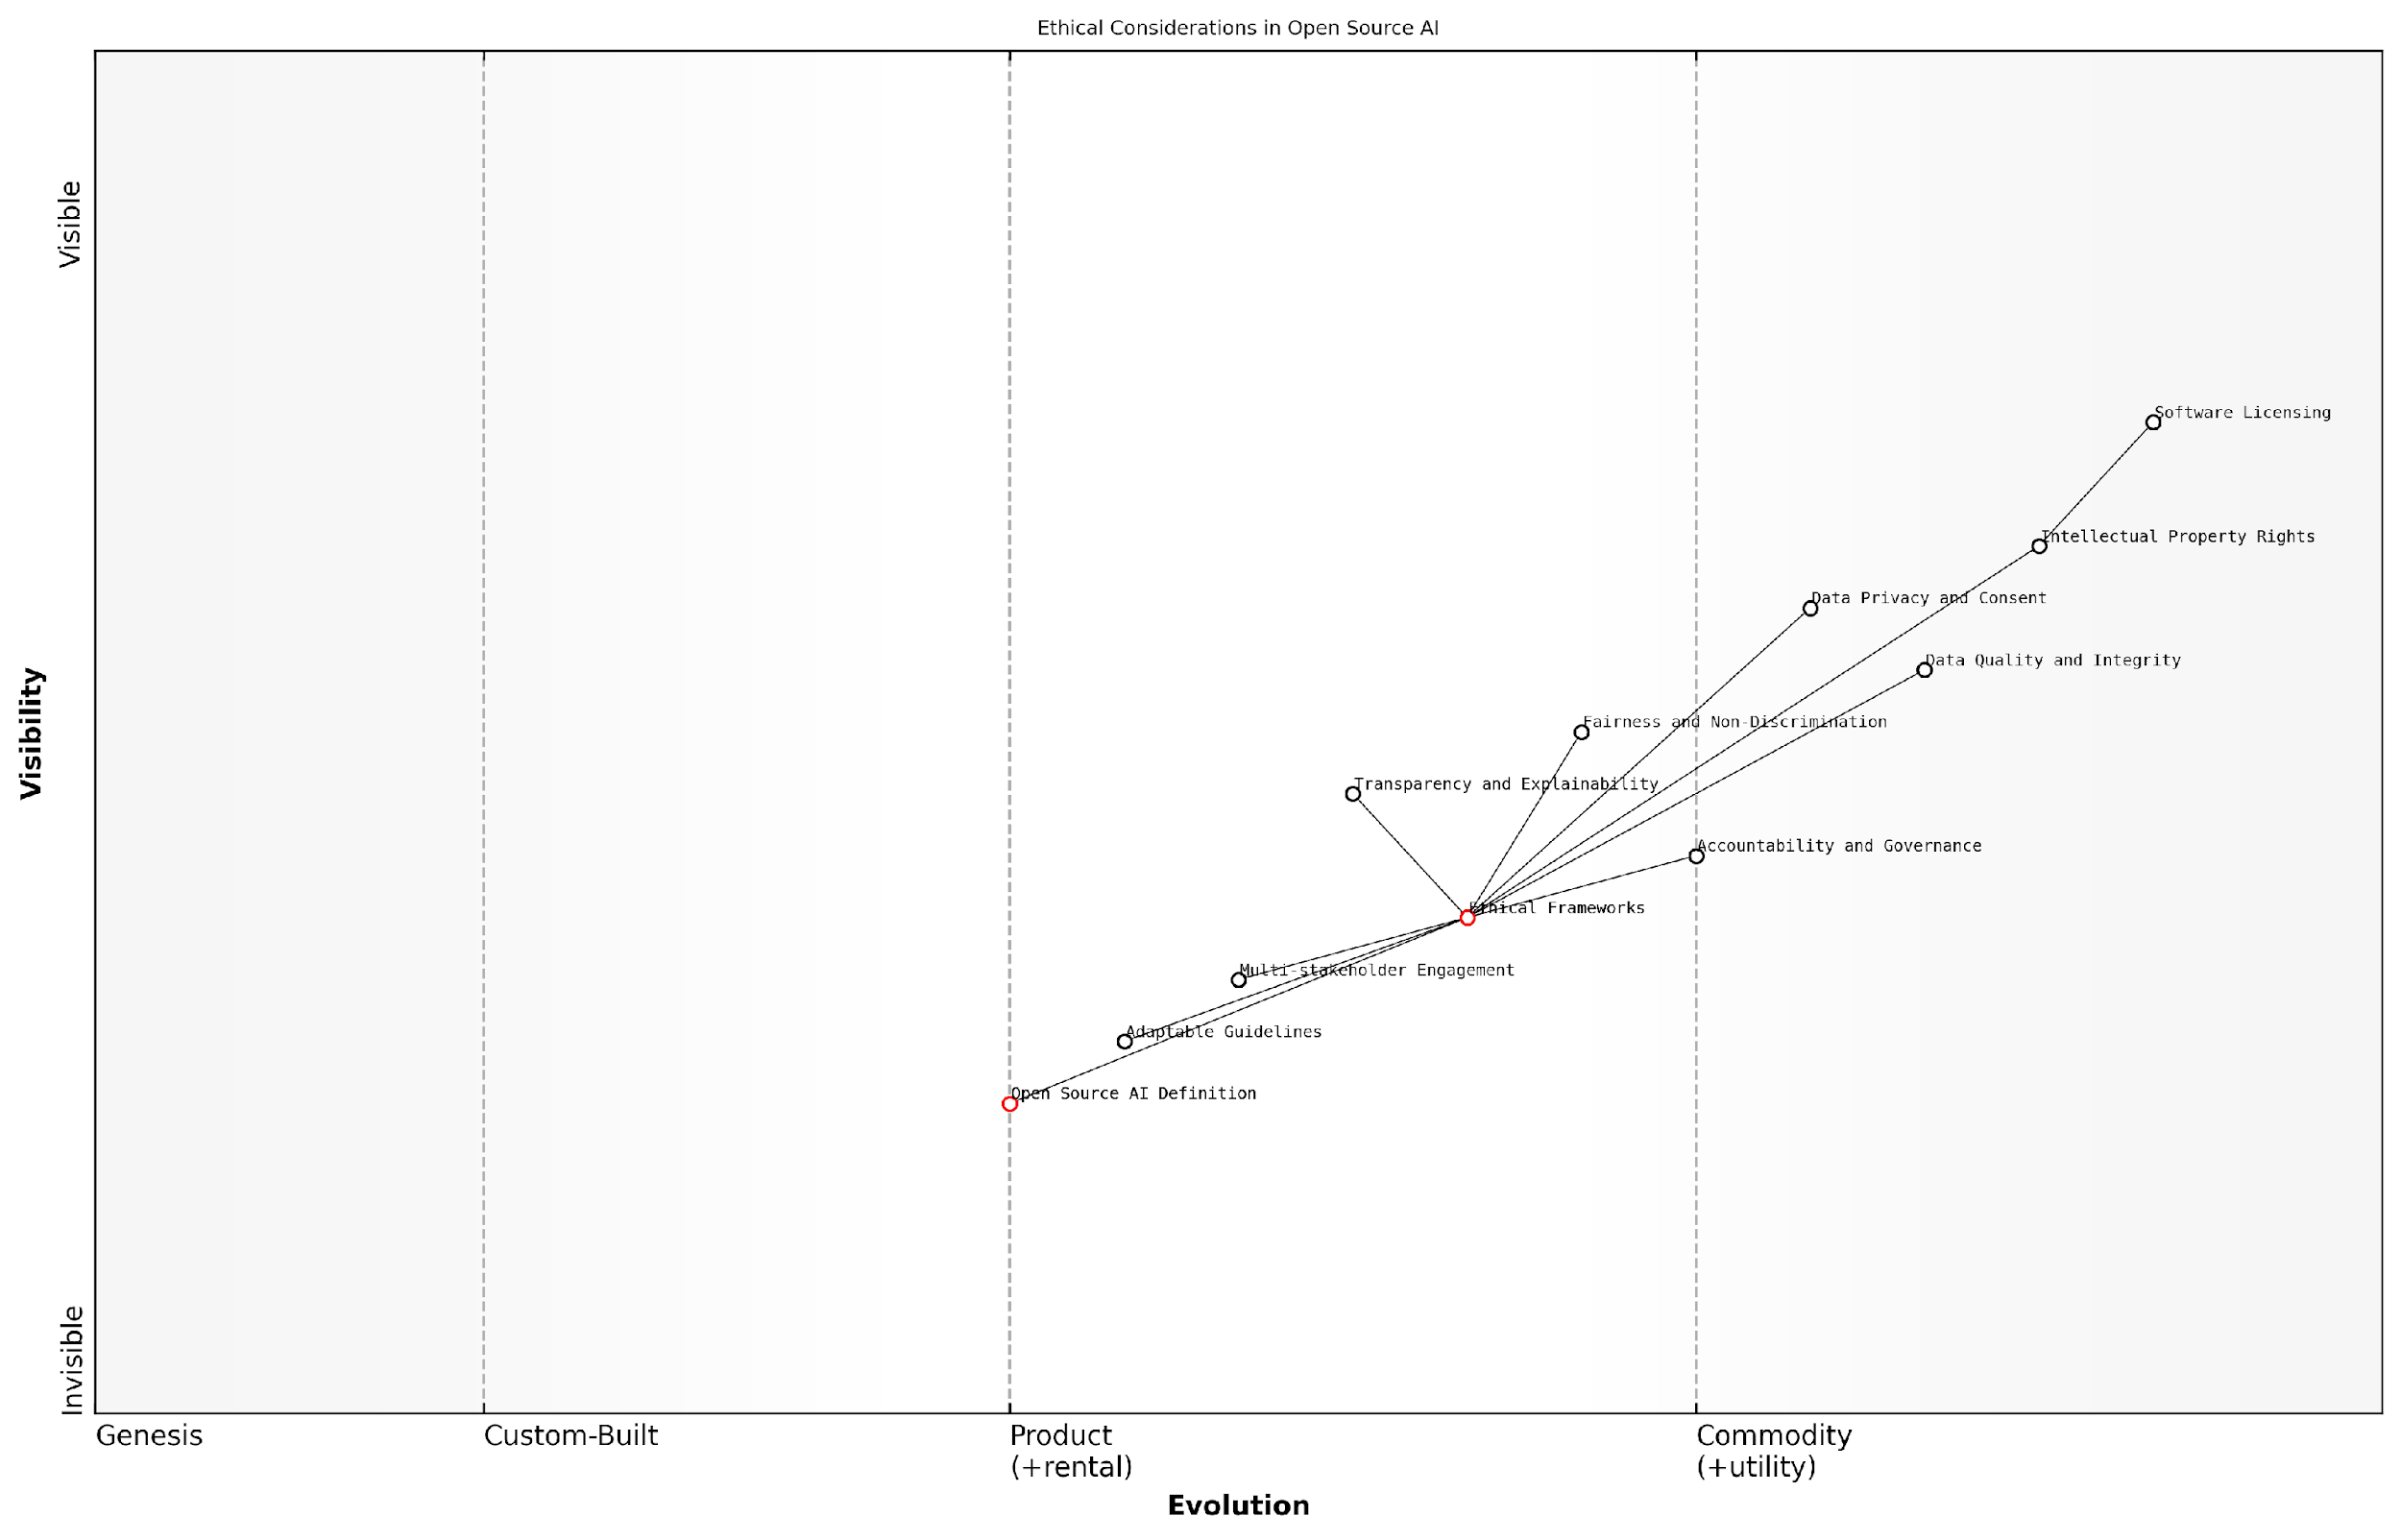 Ethical Considerations in Open Source AI
Visible
Software Licensing
Intellectual Property Rights
Data Privacy and Consent
Data Quality and Integrity
Visibility
Fairness and Non-Discrimination
Transparency and Explainability
Accountability and Governance
Ethical Frameworks
Multi-stakeholder Engagement
Adaptable Guidelines
Open Source AI Definition
Invisible
Genesis
Custom-Built
Product
(+rental)
Commodity
(+utility)
Evolution